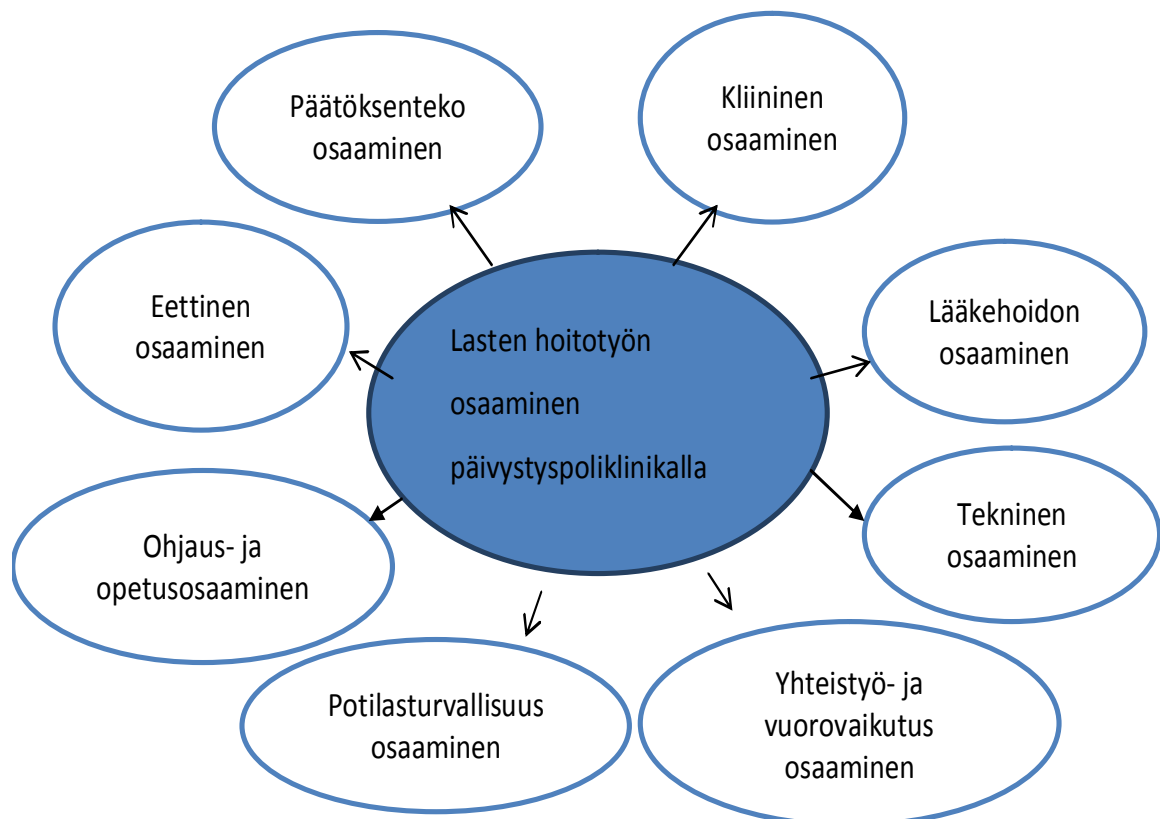 Päätöksenteko
osaaminen
Kliininen
osaaminen
Eettinen
osaaminen
Lasten hoitotyön
osaaminen
päivystyspoliklinikalla
Lääkehoidon
osaaminen
Tekninen
osaaminen
Ohjaus- ja
opetusosaaminen
Potilasturvallisuus
osaaminen
Yhteistyö- ja
vuorovaikutus
osaaminen